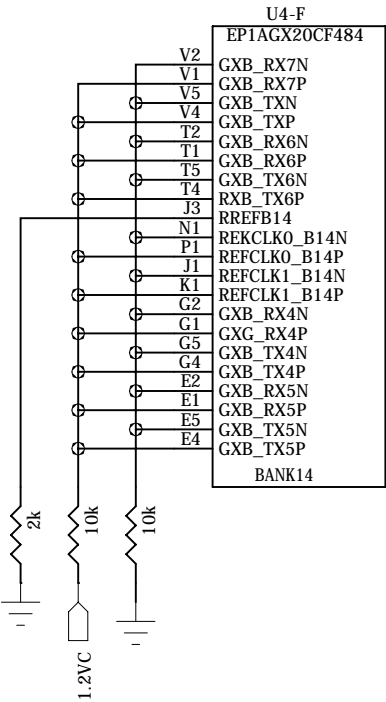 U4-F
EP1AGX20CF484
V2 GXB_RX7N
V1 GXB_RX7P
V5 GXB_TXN
V4 GXB_TXP
T2 GXB_RX6N
T1 GXB_RX6P
T5 GXB_TX6N
T4 RXB_TX6P
J3 RREFB14
N1 REKCLK0_B14N
P1 REFCLK0_B14P
J1 REFCLK1_B14N
K1 REFCLK1_B14P
G2 GXB_RX4N
G1 GXG_RX4P
G5 GXB_TX4N
G4 GXB_TX4P
E2 GXB_RX5N
E1 GXB_RX5P
E5 GXB_TX5N
E4 GXB_TX5P
BANK14
2k
10k
10k
1.2VC